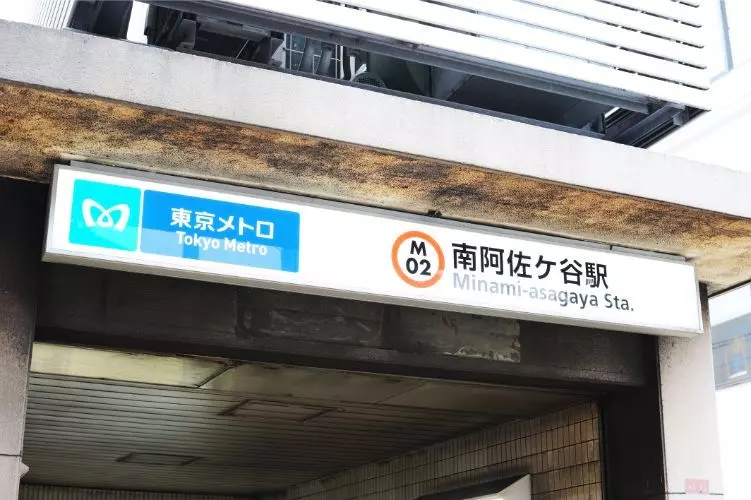 東京メトロ
Tokyo Metro
M
02
南阿佐ケ谷駅
Minami-asagaya Sta.